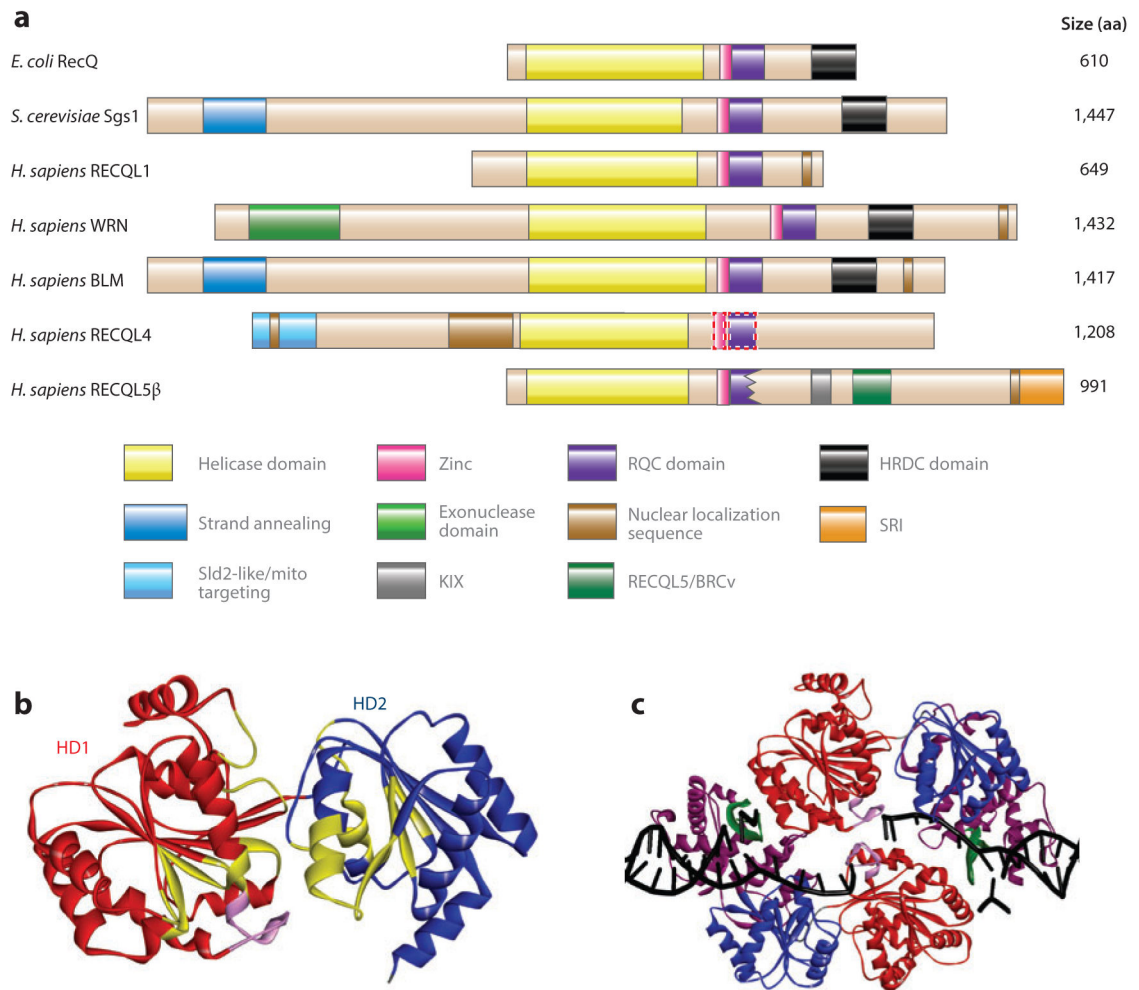 a
Size (aa)
E. coli RecQ 610
S. cerevisiae Sgs1 1,447
H. sapiens RECQL1 649
H. sapiens WRN 1,432
H. sapiens BLM 1,417
H. sapiens RECQL4 1,208
H. sapiens RECQL5β 991
Helicase domain Zinc RQC domain HRDC domain
Strand annealing Exonuclease domain Nuclear localization sequence SRI
Sld2-like/mito targeting KIX RECQL5/BRCv
b
HD1
HD2
c